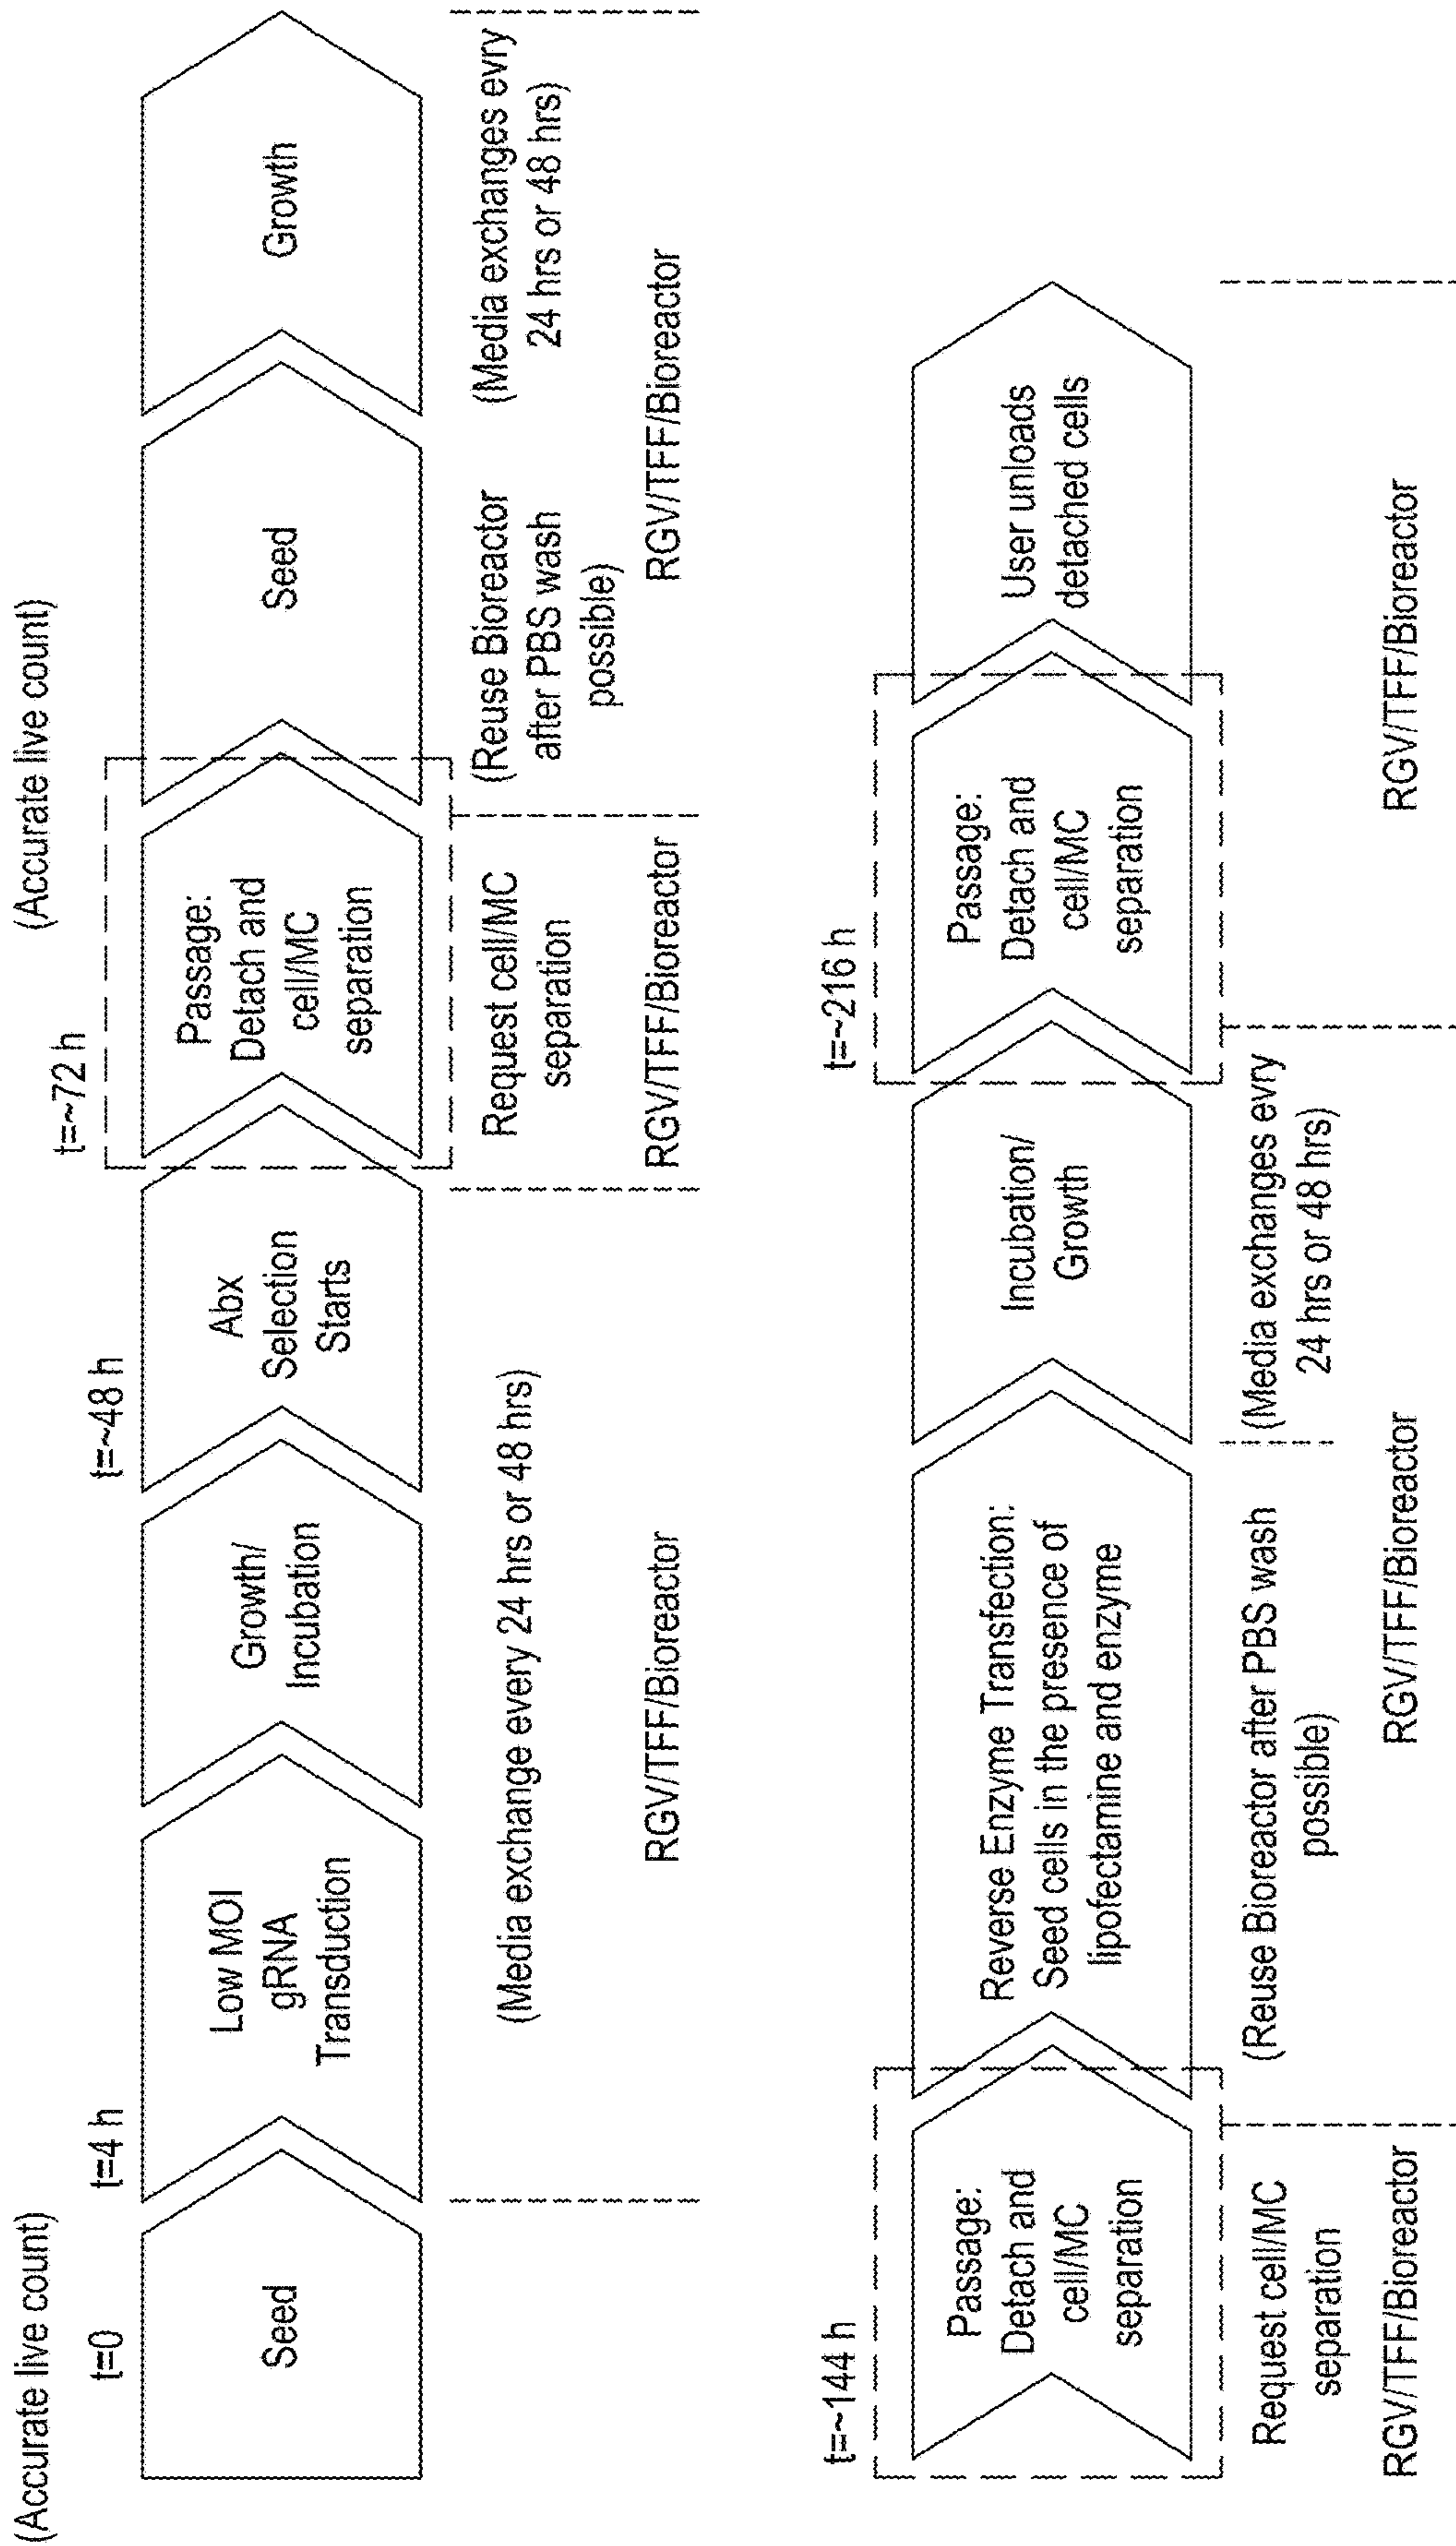 (Accurate live count)
t=0
Seed
t=4 h
Low MOI
gRNA
Transduction
Growth/
Incubation
t=~48 h
Abx
Selection
Starts
(Media exchange every 24 hrs or 48 hrs)
RGV/TFF/Bioreactor
t=~72 h
Passage:
Detach and
cell/MC
separation
Request cell/MC
separation
RGV/TFF/Bioreactor
(Accurate live count)
Seed
(Reuse Bioreactor
after PBS wash
possible)
Growth
(Media exchanges evry
24 hrs or 48 hrs)
RGV/TFF/Bioreactor
t=~144 h
Passage:
Detach and
cell/MC
separation
Request cell/MC
separation
RGV/TFF/Bioreactor
Reverse Enzyme Transfection:
Seed cells in the presence of
lipofectamine and enzyme
(Reuse Bioreactor after PBS wash
possible)
Incubation/
Growth
(Media exchanges evry
24 hrs or 48 hrs)
RGV/TFF/Bioreactor
t=~216 h
Passage:
Detach and
cell/MC
separation
User unloads
detached cells
RGV/TFF/Bioreactor